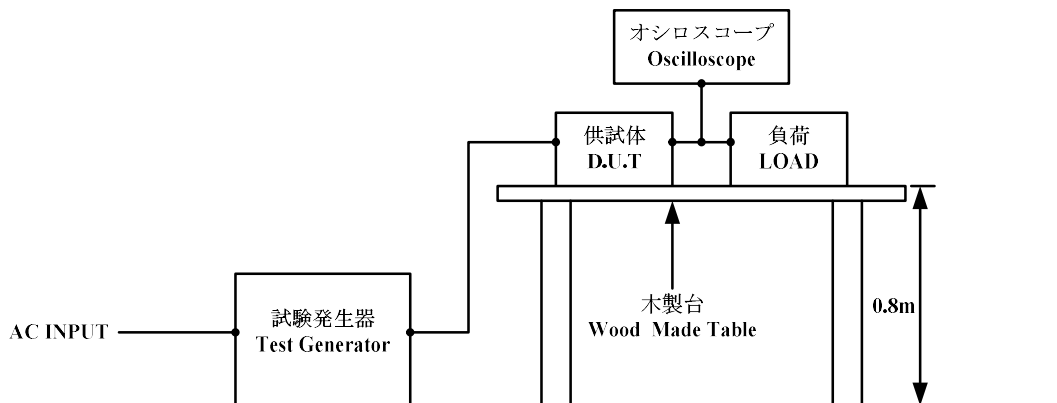 オシロスコープ
Oscilloscope
供試体
D.U.T
負荷
LOAD
木製台
Wood Made Table
0.8m
試験発生器
Test Generator
AC INPUT